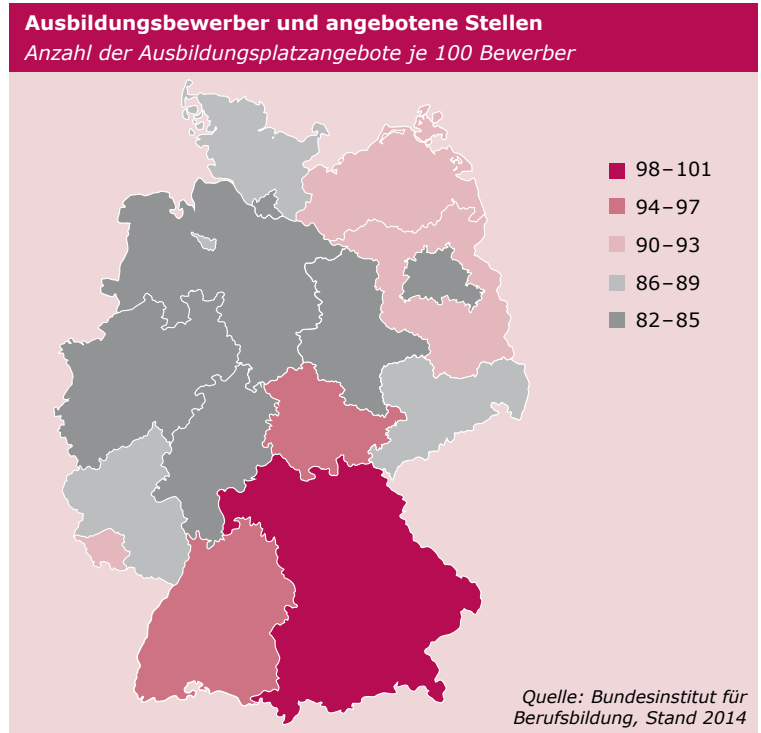 Ausbildungsbewerber und angebotene Stellen
Anzahl der Ausbildungsplatzangebote je 100 Bewerber
98–101
94–97
90–93
86–89
82–85
Quelle: Bundesinstitut für
Berufsbildung, Stand 2014